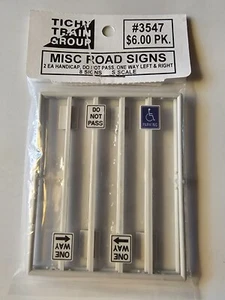 TICHY
TRAIN
GROUP
#3547
$6.00 PK.
MISC ROAD SIGNS
2 EA HANDICAP, DO NOT PASS, ONE WAY LEFT & RIGHT
8 SIGNS S SCALE
DO
NOT
PASS
PARKING
ONE
WAY
ONE
WAY